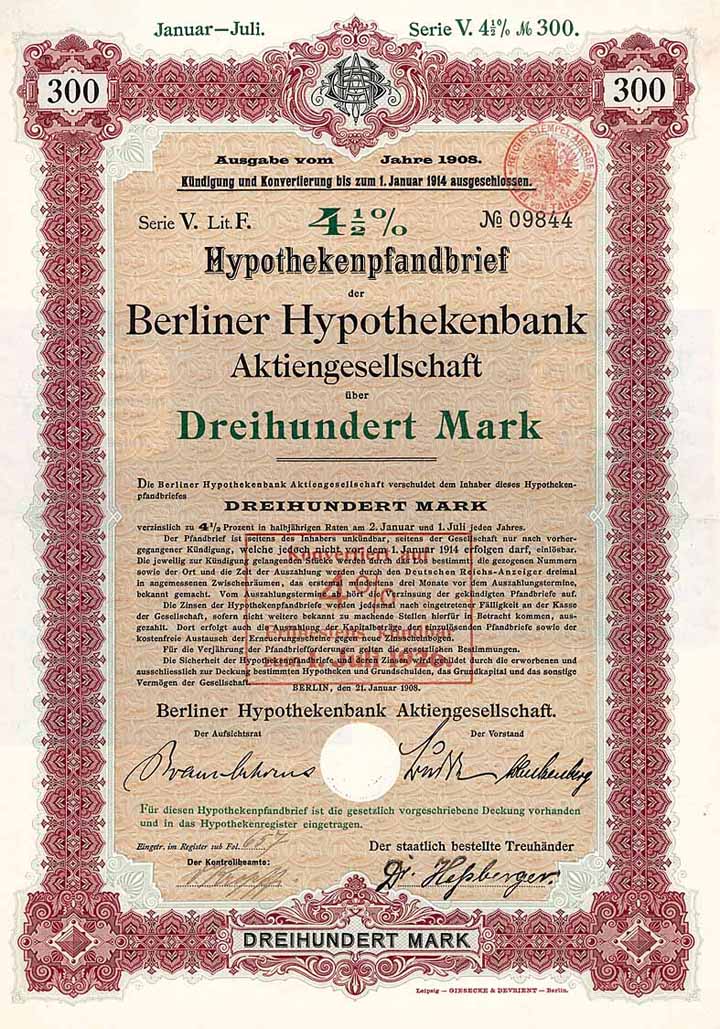 Januar—Juli. Serie V. 4½% № 300.
300 300
Ausgabe vom Jahre 1908.
Kündigung und Konvertierung bis zum 1. Januar 1914 ausgeschlossen.
Serie V. Lit. F. 4½% № 09844
Hypothekenpfandbrief
der
Berliner Hypothekenbank
Aktiengesellschaft
über
Dreihundert Mark
Die Berliner Hypothekenbank Aktiengesellschaft verschuldet dem Inhaber dieses Hypotheken-
pfandbriefes
DREIHUNDERT MARK
verzinslich zu 4½ Prozent in halbjährigen Raten am 2. Januar und 1. Juli jeden Jahres.
Der Pfandbrief ist seitens des Inhabers unkündbar, seitens der Gesellschaft nur nach vorher-
gegangener Kündigung, welche jedoch nicht vor dem 1. Januar 1914 erfolgen darf, einlösbar.
Die jeweilig zur Kündigung gelangenden Stücke werden durch das Los bestimmt, die gezogenen Nummern
sowie der Ort und die Zeit der Auszahlung werden durch den Deutschen Reichs-Anzeiger dreimal
in angemessenen Zwischenräumen, das erstemal mindestens drei Monate vor dem Auszahlungstermine,
bekannt gemacht. Vom Auszahlungstermine ab hört die Verzinsung der gekündigten Pfandbriefe auf.
Die Zinsen der Hypothekenpfandbriefe werden jedesmal nach eingetretener Fälligkeit an der Kasse
der Gesellschaft, sofern nicht weitere bekannt zu machende Stellen hierfür in Betracht kommen, aus-
gezahlt. Dort erfolgt auch die Auszahlung der Kapitalbeträge der einzulösenden Pfandbriefe sowie der
kostenfreie Austausch der Erneuerungsscheine gegen neue Zinsscheinbogen.
Für die Verjährung der Pfandbriefforderungen gelten die gesetzlichen Bestimmungen.
Die Sicherheit der Hypothekenpfandbriefe und deren Zinsen wird gebildet durch die erworbenen und
ausschliesslich zur Deckung bestimmten Hypotheken und Grundschulden, das Grundkapital und das sonstige
Vermögen der Gesellschaft.
Konvertiert auf
4%
1. Juli 1926.
BERLIN, den 21. Januar 1908.
Berliner Hypothekenbank Aktiengesellschaft.
Der Aufsichtsrat Der Vorstand
Für diesen Hypothekenpfandbrief ist die gesetzlich vorgeschriebene Deckung vorhanden
und in das Hypothekenregister eingetragen.
Eingetr. im Register sub Fol. 657 Der staatlich bestellte Treuhänder
Der Kontrollbeamte: Dr. Heßberger.
DREIHUNDERT MARK
Leipzig — GIESECKE & DEVRIENT — Berlin.